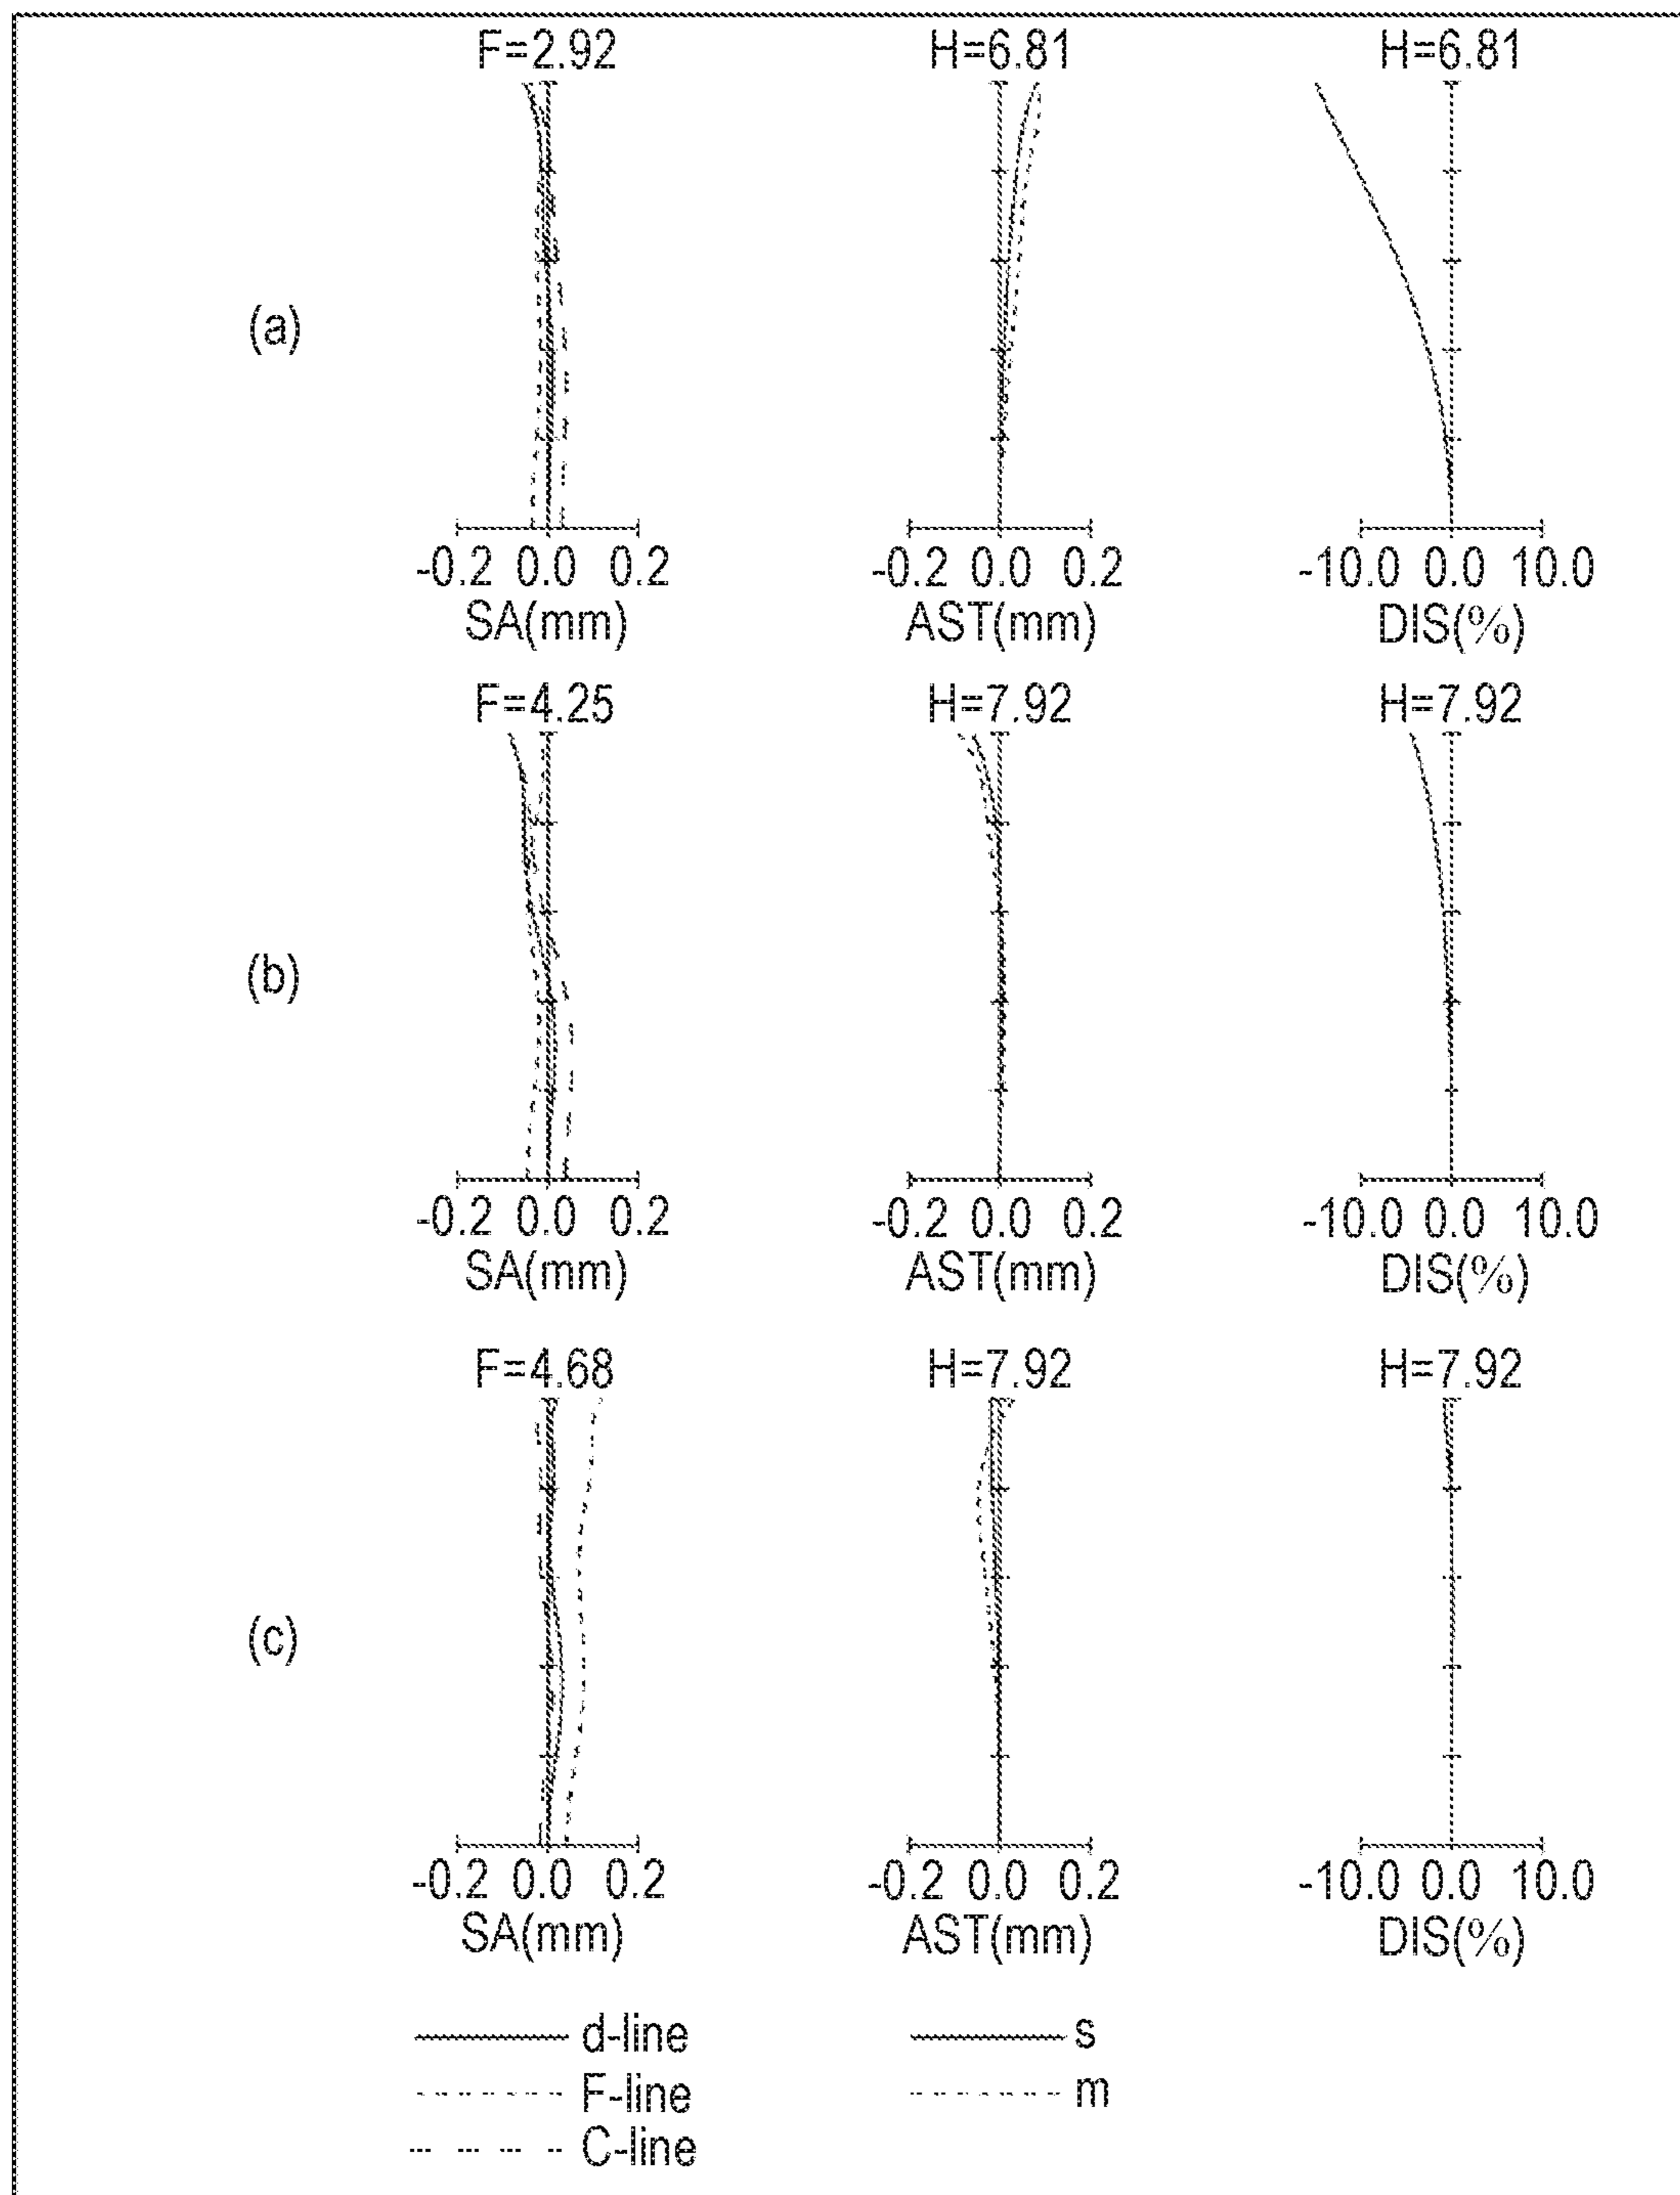 F=2.92 H=6.81 H=6.81
(a)
-0.2 0.0 0.2 -0.2 0.0 0.2 -10.0 0.0 10.0
SA(mm) AST(mm) DIS(%)
F=4.25 H=7.92 H=7.92
(b)
-0.2 0.0 0.2 -0.2 0.0 0.2 -10.0 0.0 10.0
SA(mm) AST(mm) DIS(%)
F=4.68 H=7.92 H=7.92
(c)
-0.2 0.0 0.2 -0.2 0.0 0.2 -10.0 0.0 10.0
SA(mm) AST(mm) DIS(%)
d-line s
F-line m
C-line